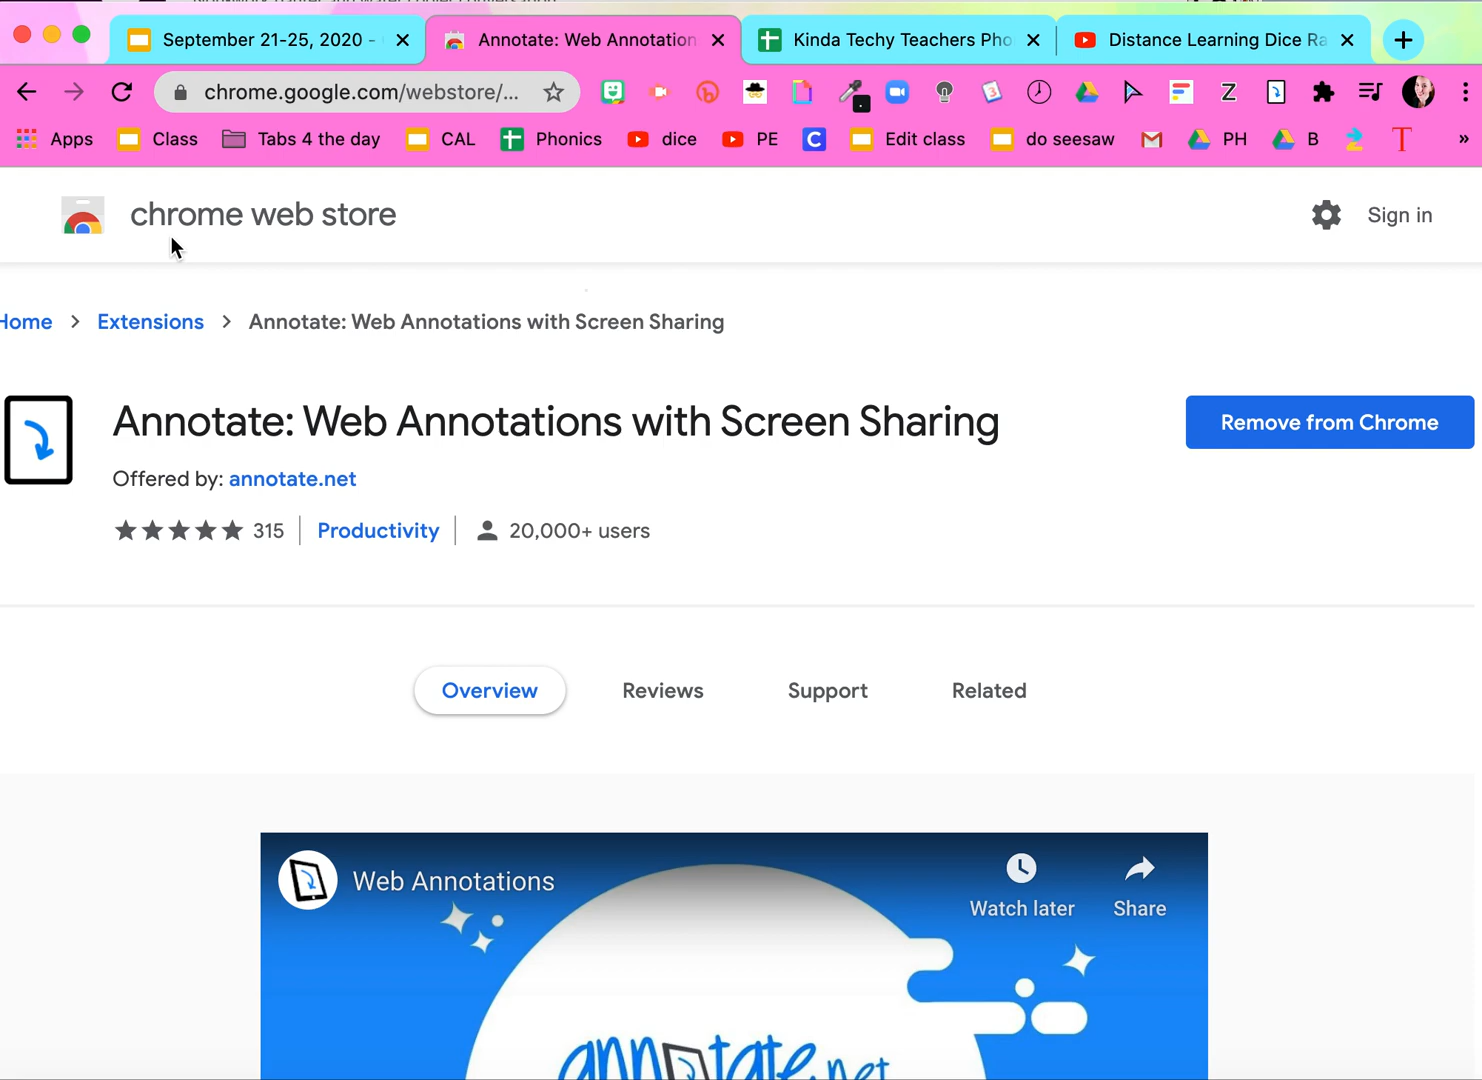 September 21-25, 2020 -
Annotate: Web Annotation
Kinda Techy Teachers Pho
Distance Learning Dice Ra
chrome.google.com/webstore/...
Apps
Class
Tabs 4 the day
CAL
Phonics
dice
PE
C
Edit class
do seesaw
PH
B
T
»
chrome web store
Sign in
Home > Extensions > Annotate: Web Annotations with Screen Sharing
Annotate: Web Annotations with Screen Sharing
Remove from Chrome
Offered by: annotate.net
315 | Productivity | 20,000+ users
Overview
Reviews
Support
Related
Web Annotations
Watch later
Share
annotate.net